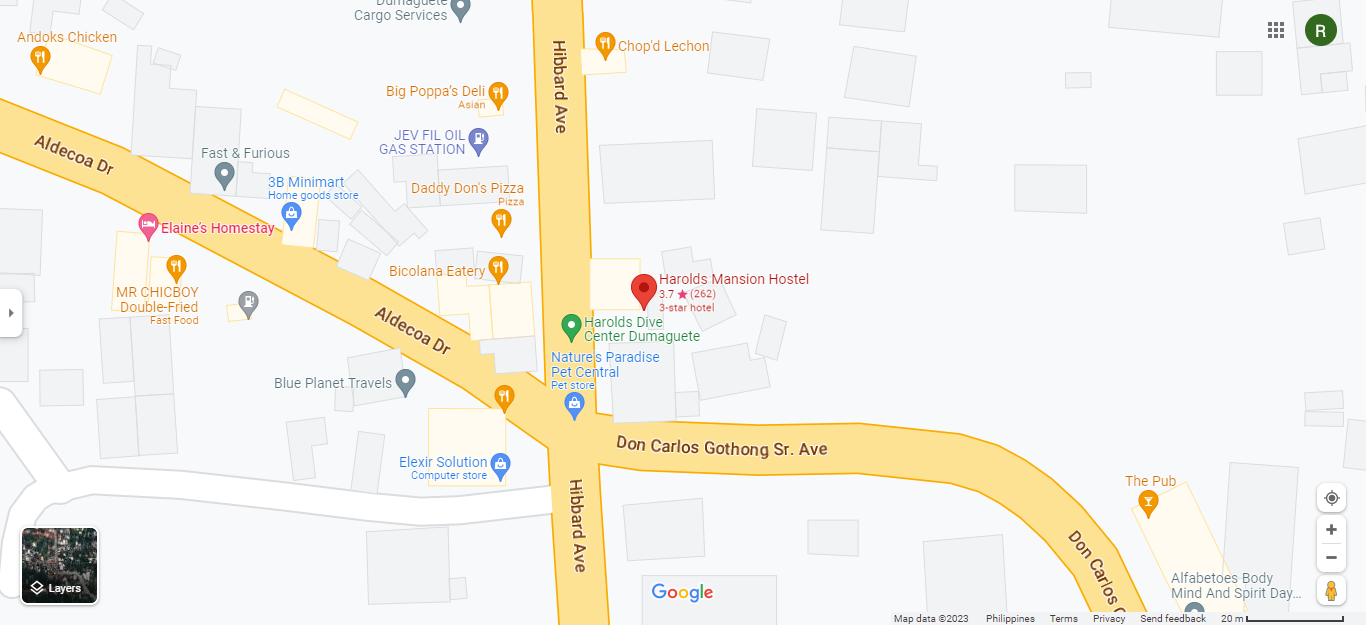 Dumaguete
Cargo Services
Andoks Chicken
Chop'd Lechon
R
Hibbard Ave
Big Poppa's Deli
Asian
JEV FIL OIL
GAS STATION
Aldecoa Dr
Fast & Furious
3B Minimart
Home goods store
Daddy Don's Pizza
Pizza
Elaine's Homestay
Bicolana Eatery
Harolds Mansion Hostel
3.7 ★ (262)
3-star hotel
MR CHICBOY
Double-Fried
Fast Food
Aldecoa Dr
Harolds Dive
Center Dumaguete
Nature's Paradise
Pet Central
Pet store
Blue Planet Travels
Don Carlos Gothong Sr. Ave
Elexir Solution
Computer store
Hibbard Ave
The Pub
Don Carlos G
Alfabetoes Body
Mind And Spirit Day...
Layers
Google
Map data ©2023
Philippines
Terms
Privacy
Send feedback
20 m